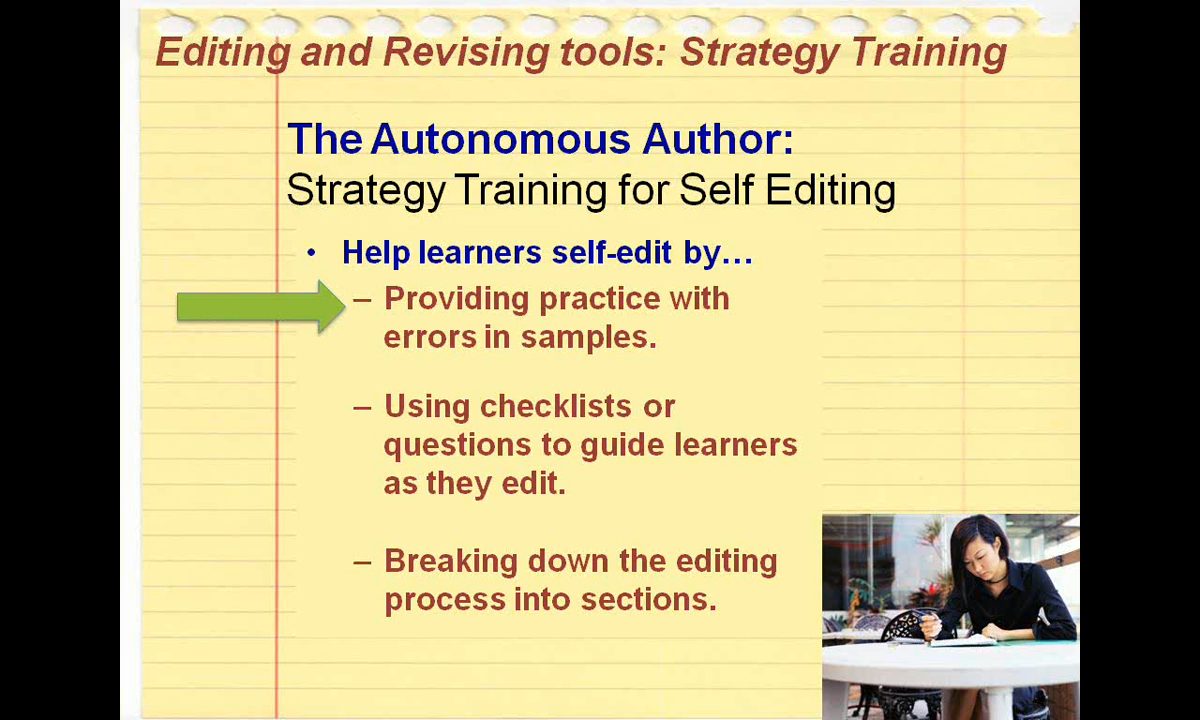 Editing and Revising tools: Strategy Training
The Autonomous Author:
Strategy Training for Self Editing
• Help learners self-edit by…
– Providing practice with
errors in samples.
– Using checklists or
questions to guide learners
as they edit.
– Breaking down the editing
process into sections.